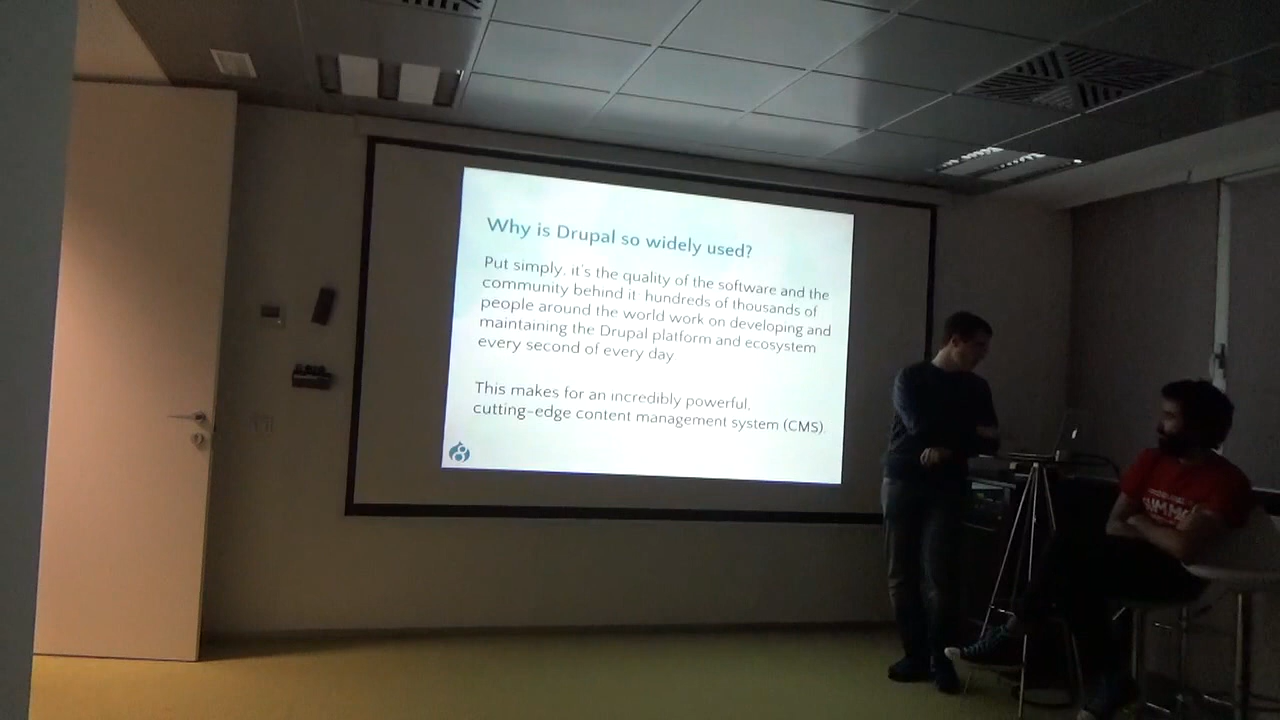 Why is Drupal so widely used?
Put simply, it's the quality of the software and the
community behind it hundreds of thousands of
people around the world work on developing and
maintaining the Drupal platform and ecosystem
every second of every day
This makes for an incredibly powerful,
cutting-edge content management system (CMS)